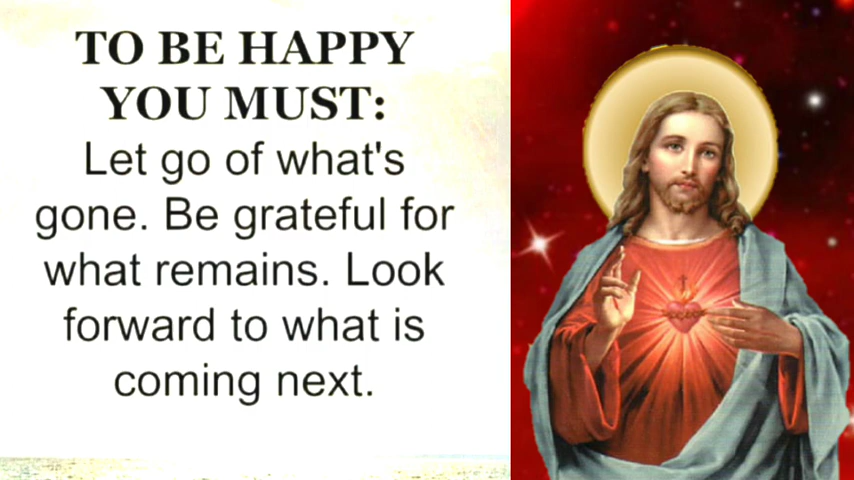 TO BE HAPPY
YOU MUST:
Let go of what's
gone. Be grateful for
what remains. Look
forward to what is
coming next.